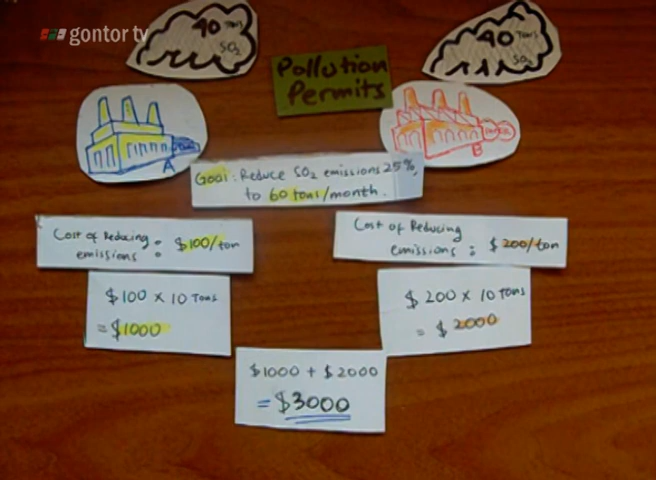 gontor tv
40 Tons
SO2
Pollution
Permits
40 Tons
SO2
A
B
Goal: Reduce SO2 emissions 25%,
to 60 tons/month.
Cost of Reducing
emissions : $100/ton
Cost of Reducing
emissions : $200/ton
$100 x 10 Tons
= $1000
$200 x 10 Tons
= $2000
$1000 + $2000
= $3000